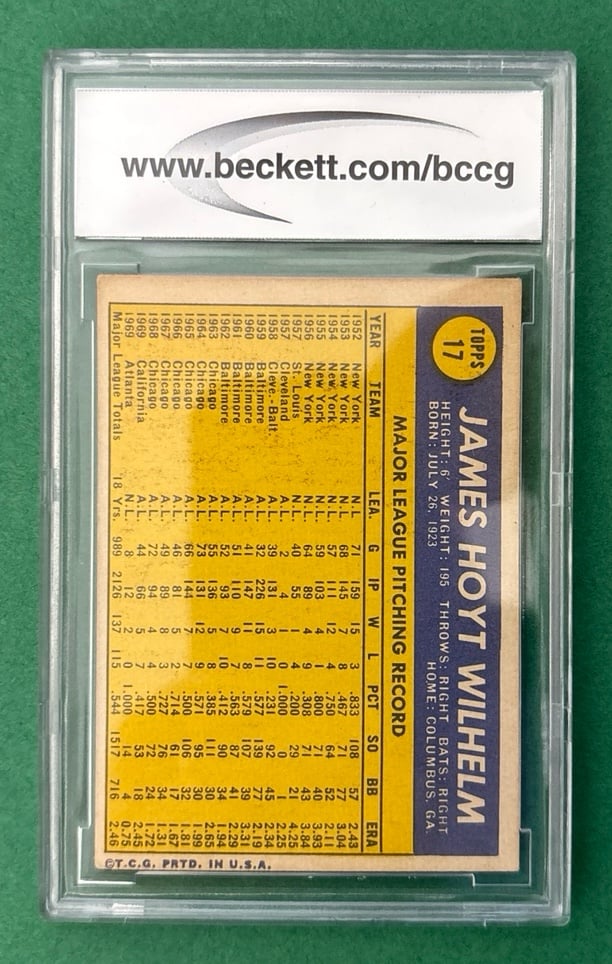 www.beckett.com/bccg
TOPPS
17
JAMES HOYT WILHELM
HEIGHT: 6' WEIGHT: 195 THROWS: RIGHT BATS: RIGHT
BORN: JULY 26, 1923 HOME: COLUMBUS, GA.
MAJOR LEAGUE PITCHING RECORD
YEAR TEAM LEA. G IP W L PCT SO BB ERA
1952 New York N.L. 71 159 15 3 .833 108 57 2.43
1953 New York N.L. 68 145 7 8 .467 71 77 3.04
1954 New York N.L. 57 111 12 4 .750 64 52 2.11
1955 New York N.L. 59 103 4 1 .800 71 40 3.93
1956 New York N.L. 64 89 4 9 .308 71 43 3.84
1957 St. Louis N.L. 40 55 1 4 .200 29 21 4.25
1957 Cleveland A.L. 2 4 1 0 1.000 0 1 2.25
1958 Cleve.-Balt. A.L. 39 131 3 10 .231 92 45 2.34
1959 Baltimore A.L. 32 226 15 11 .577 139 77 2.19
1960 Baltimore A.L. 41 147 11 8 .579 107 39 3.31
1961 Baltimore A.L. 51 110 9 7 .563 87 41 2.29
1962 Baltimore A.L. 52 93 7 10 .412 90 34 1.94
1963 Chicago A.L. 55 136 5 8 .385 111 30 2.65
1964 Chicago A.L. 73 131 12 9 .571 95 30 1.99
1965 Chicago A.L. 66 144 7 7 .500 106 32 1.81
1966 Chicago A.L. 46 81 5 2 .714 61 17 1.67
1967 Chicago A.L. 49 89 8 3 .727 76 34 1.31
1968 Chicago A.L. 72 94 4 4 .500 72 24 1.72
1969 California A.L. 44 66 5 7 .417 53 18 2.45
1969 Atlanta N.L. 8 12 2 0 1.000 14 4 0.75
Major League Totals 18 Yrs. 989 2126 137 115 .544 1517 716 2.46
©T.C.G. PRTD. IN U.S.A.